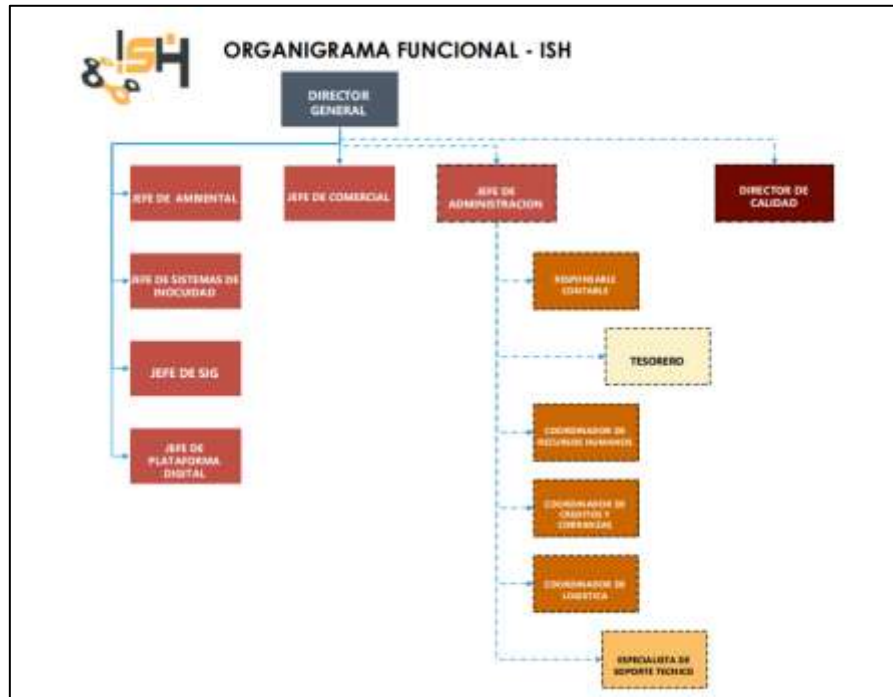 ISH
ORGANIGRAMA FUNCIONAL - ISH
DIRECTOR
GENERAL
JEFE DE AMBIENTAL
JEFE DE COMERCIAL
JEFE DE
ADMINISTRACION
DIRECTOR DE
CALIDAD
JEFE DE SISTEMAS DE
INOCUIDAD
RESPONSABLE
CONTABLE
TESORERO
JEFE DE SIG
COORDINADOR DE
RECURSOS HUMANOS
JEFE DE
PLATAFORMA
DIGITAL
COORDINADOR DE
CREDITOS Y
COBRANZAS
COORDINADOR DE
LOGISTICA
ESPECIALISTA DE
SOPORTE TECNICO